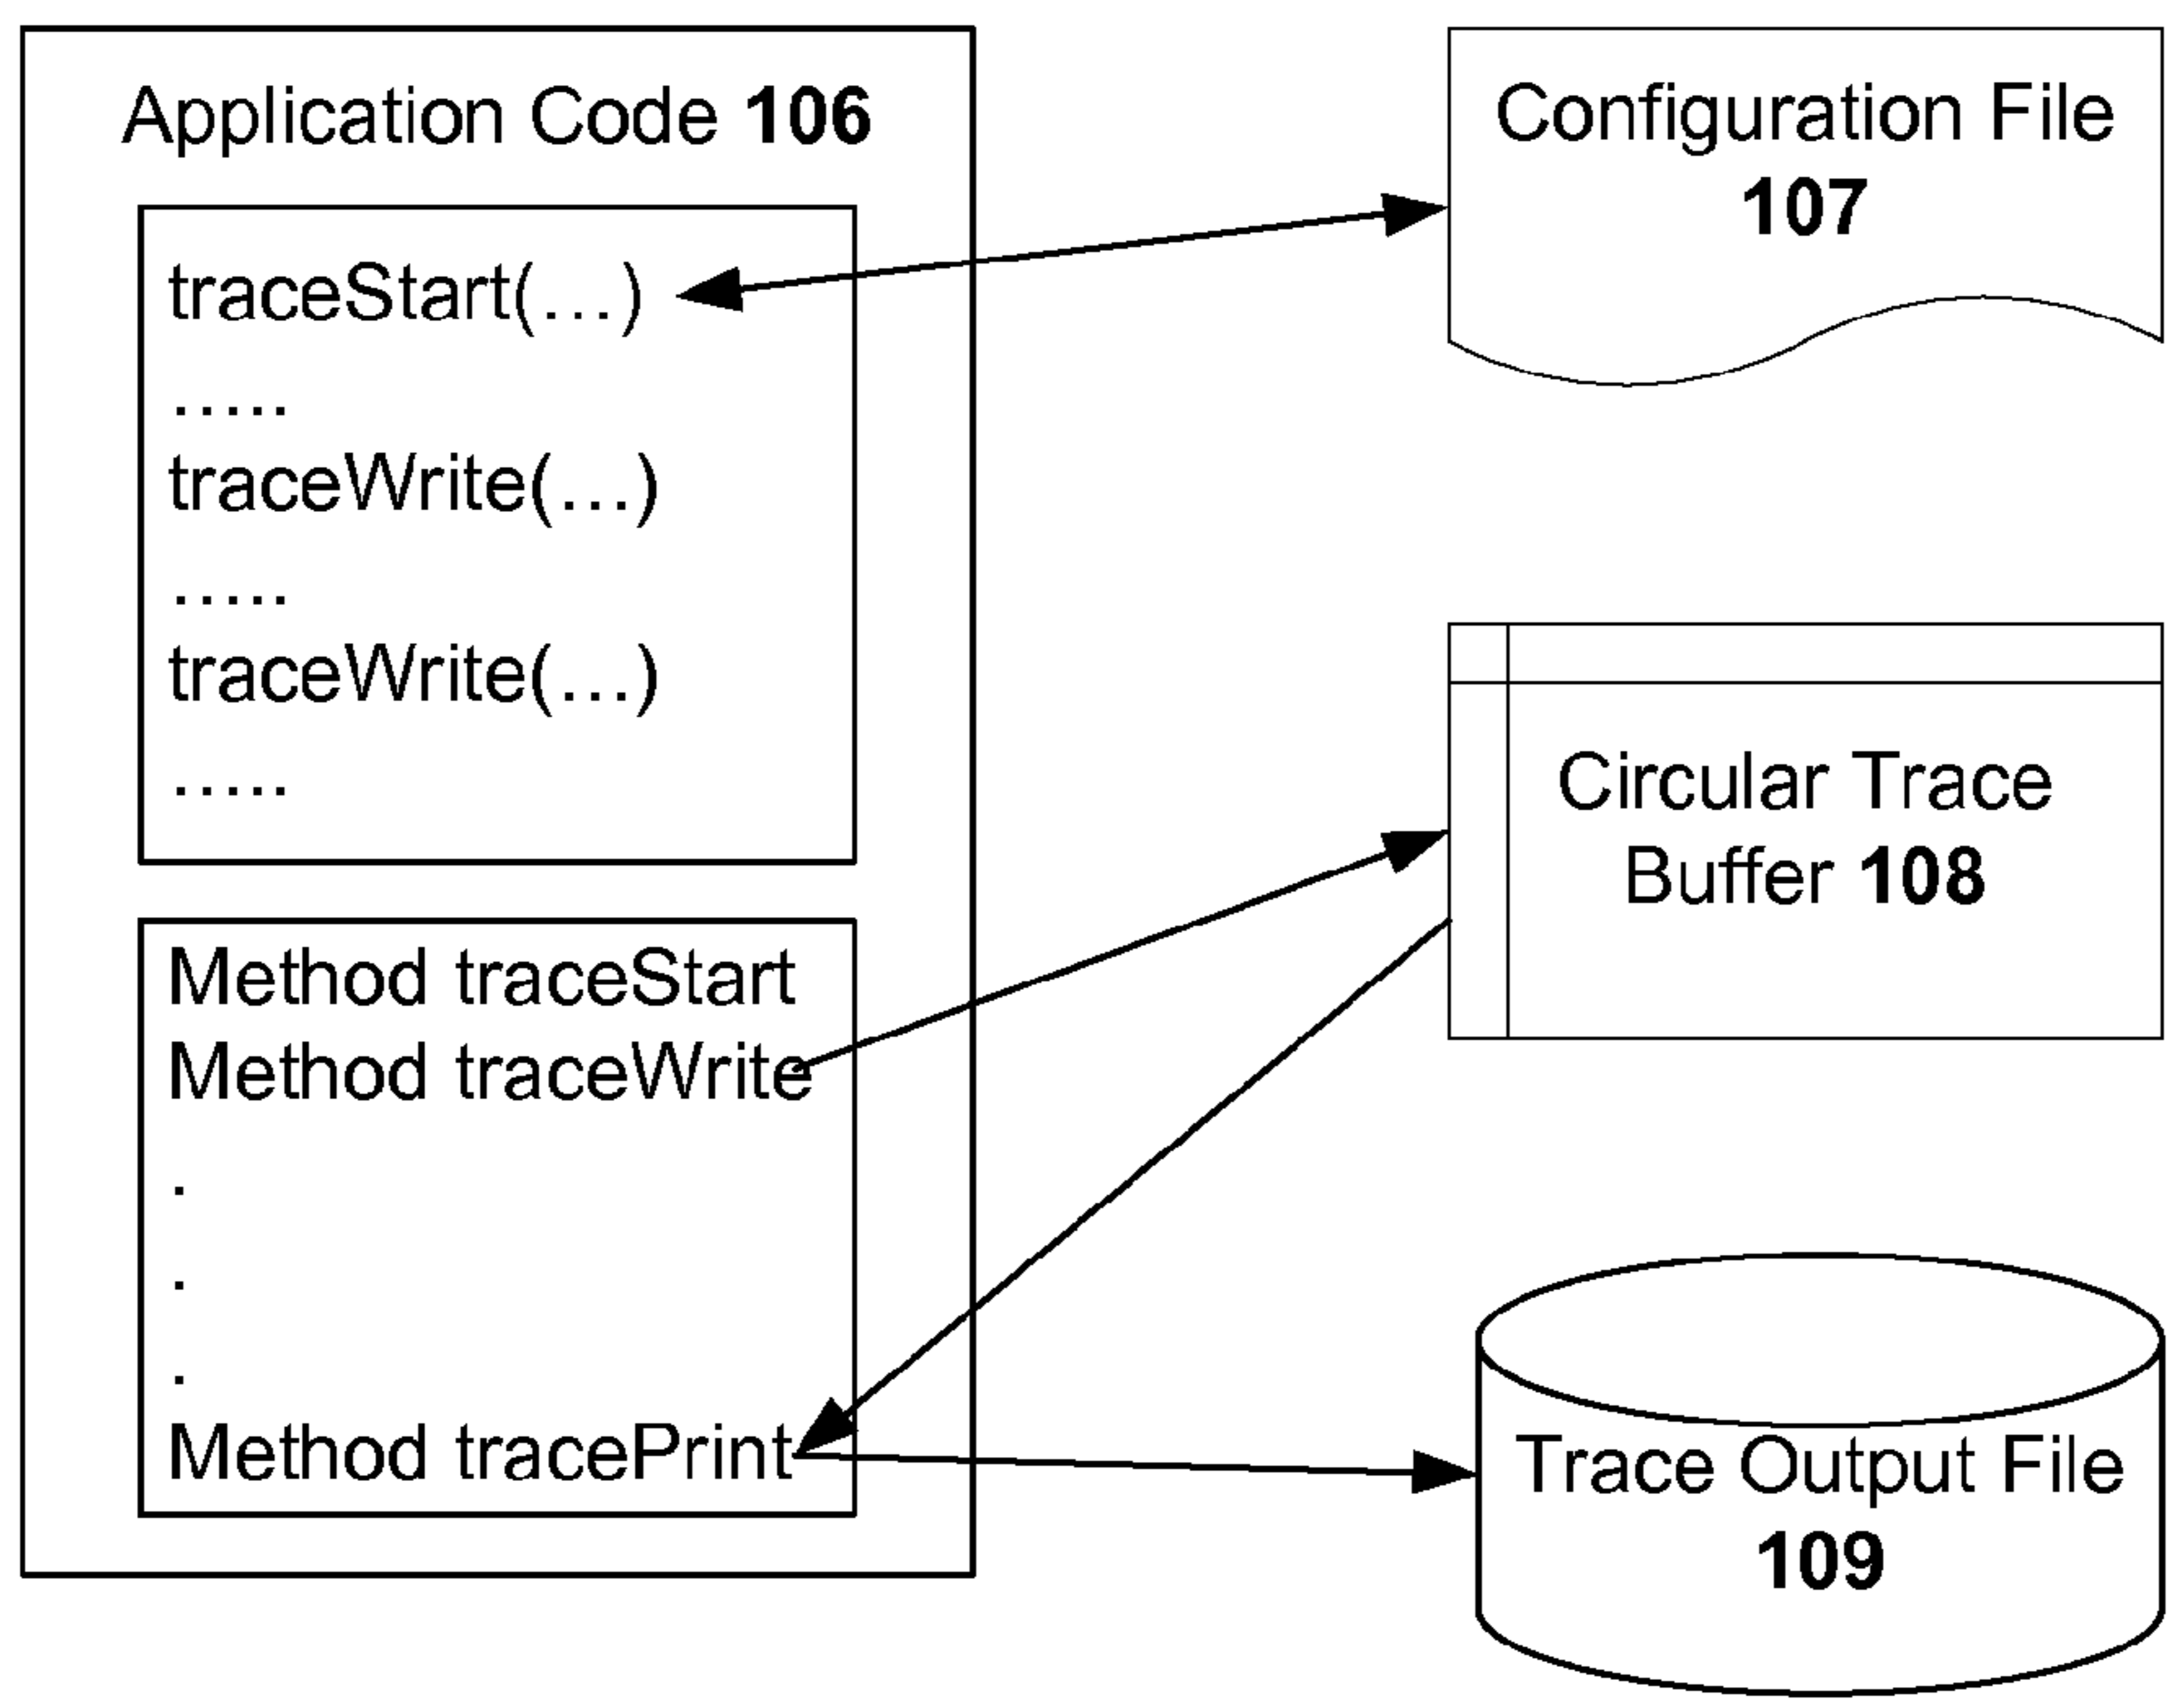 Application Code 106
traceStart(...)
.....
traceWrite(...)
.....
traceWrite(...)
.....
Method traceStart
Method traceWrite
.
.
.
Method tracePrint
Configuration File
107
Circular Trace
Buffer 108
Trace Output File
109